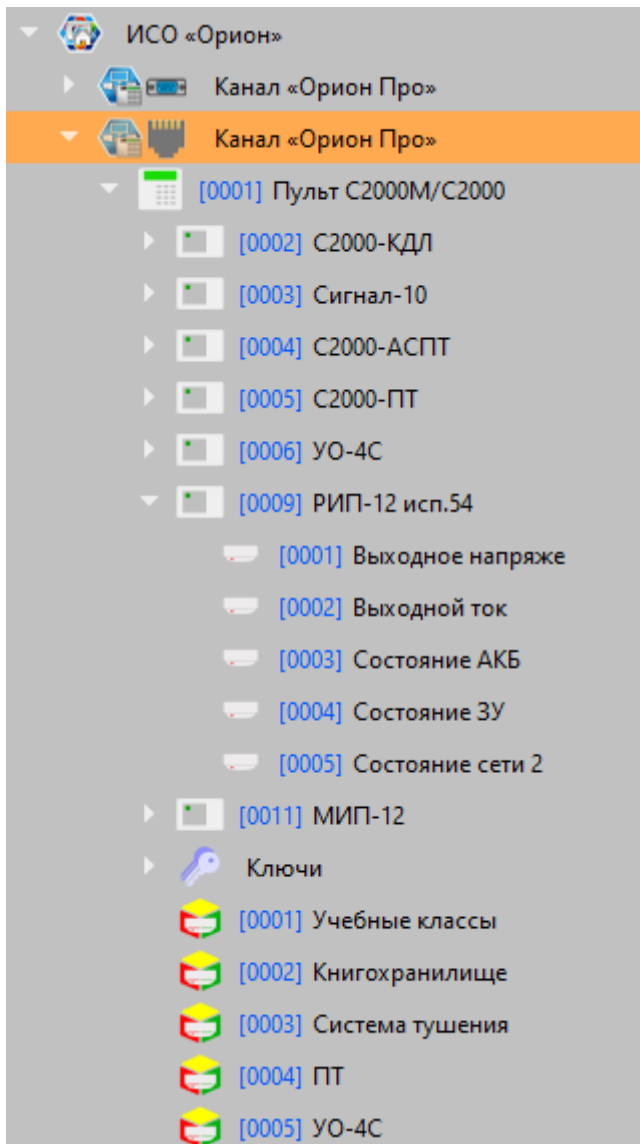 ИСО «Орион»
Канал «Орион Про»
Канал «Орион Про»
[0001] Пульт С2000М/С2000
[0002] С2000-КДЛ
[0003] Сигнал-10
[0004] С2000-АСПТ
[0005] С2000-ПТ
[0006] УО-4С
[0009] РИП-12 исп.54
[0001] Выходное напряже
[0002] Выходной ток
[0003] Состояние АКБ
[0004] Состояние ЗУ
[0005] Состояние сети 2
[0011] МИП-12
Ключи
[0001] Учебные классы
[0002] Книгохранилище
[0003] Система тушения
[0004] ПТ
[0005] УО-4С